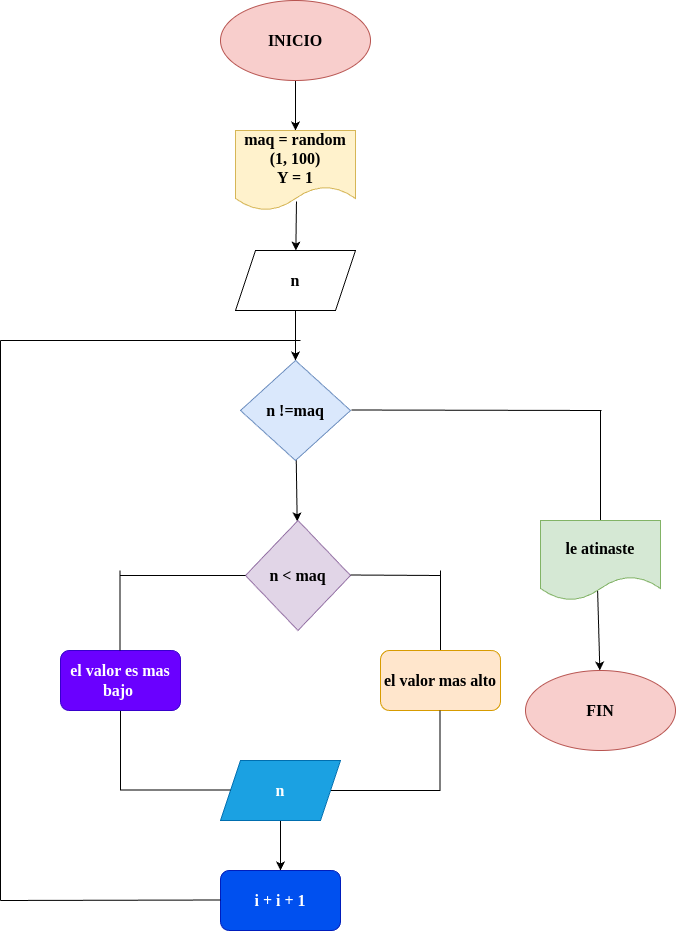 INICIO
maq = random
(1, 100)
Y = 1
n
n !=maq
n < maq
le atinaste
el valor es mas
bajo
el valor mas alto
FIN
n
i + i + 1